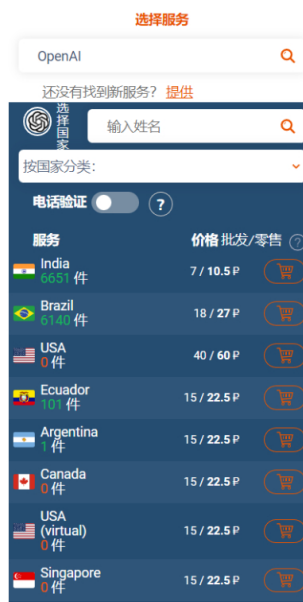 选择服务
OpenAI
还没有找到新服务？ 提供
选择国家
输入姓名
按国家分类：
电话验证 ?
服务 价格 批发/零售 ?
India
6651 件
7 / 10.5 ₽
Brazil
6140 件
18 / 27 ₽
USA
0 件
40 / 60 ₽
Ecuador
101 件
15 / 22.5 ₽
Argentina
1 件
15 / 22.5 ₽
Canada
0 件
15 / 22.5 ₽
USA
(virtual)
0 件
15 / 22.5 ₽
Singapore
0 件
15 / 22.5 ₽